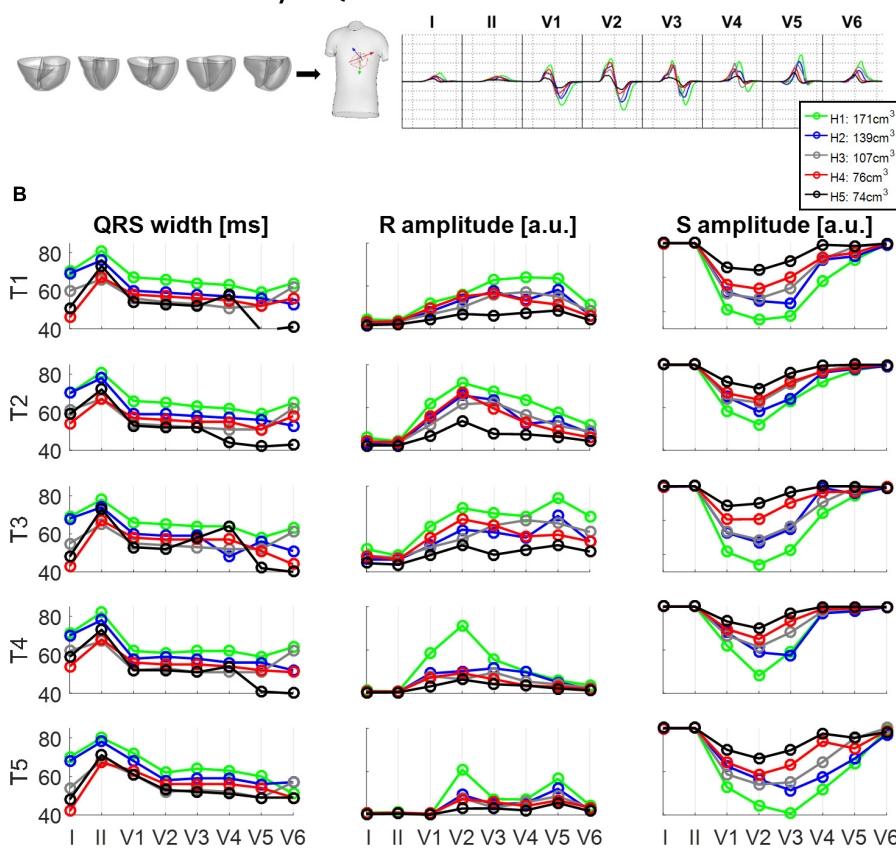 I II V1 V2 V3 V4 V5 V6
H1: 171cm³
H2: 139cm³
H3: 107cm³
H4: 76cm³
H5: 74cm³
B
QRS width [ms] R amplitude [a.u.] S amplitude [a.u.]
T1
80
60
40
T2
80
60
40
T3
80
60
40
T4
80
60
40
T5
80
60
40
I II V1 V2 V3 V4 V5 V6 I II V1 V2 V3 V4 V5 V6 I II V1 V2 V3 V4 V5 V6